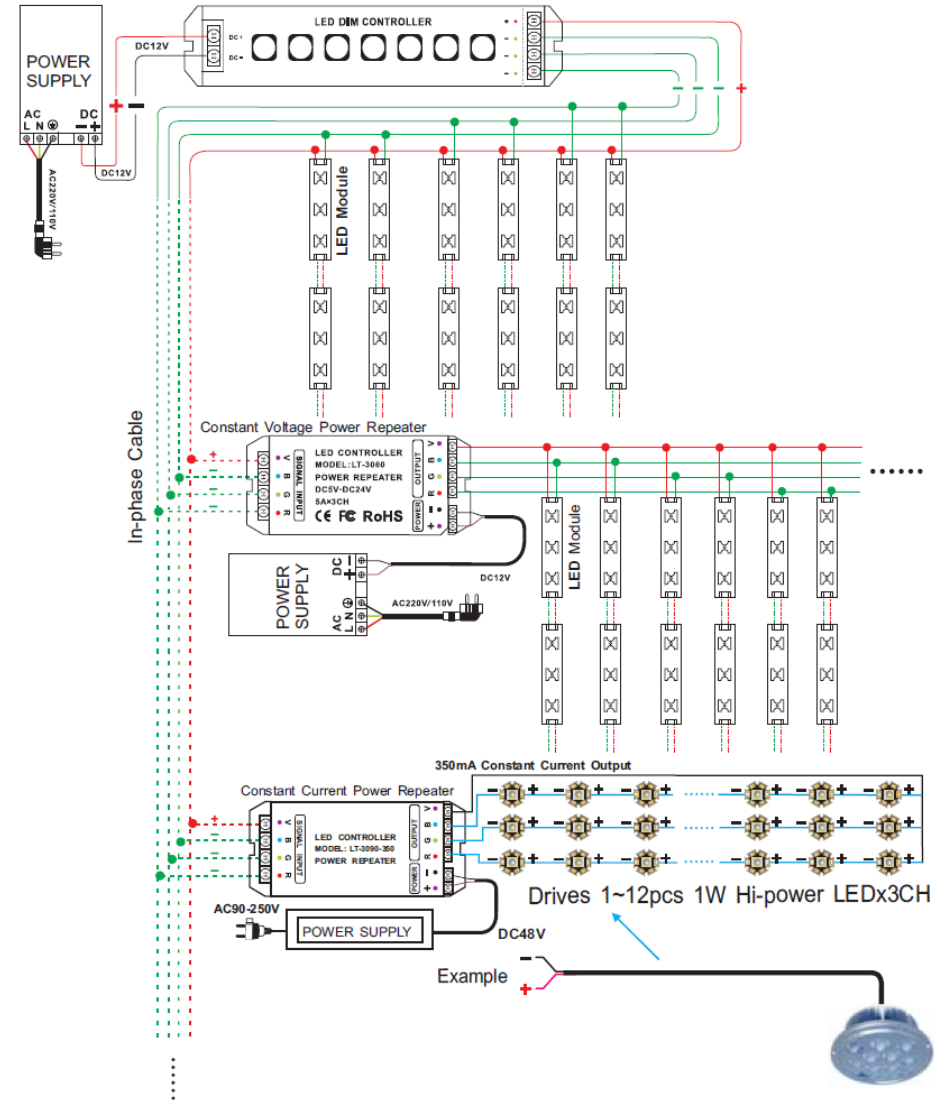 LED DIM CONTROLLER
DC12V
DC+
DC-
+
-
-
-
POWER
SUPPLY
AC
DC
L N
- +
+ -
DC12V
AC220V/110V
- - - +
LED Module
In-phase Cable
Constant Voltage Power Repeater
+
-
-
-
V
B
G
R
SIGNAL INPUT
LED CONTROLLER
MODEL:LT-3060
POWER REPEATER
DC5V-DC24V
5A×3CH
CE FC RoHS
OUTPUT
V
B
G
R
POWER
-
+
......
LED Module
DC12V
POWER
SUPPLY
DC
- +
AC
L N
AC220V/110V
350mA Constant Current Output
Constant Current Power Repeater
+
-
-
-
V
B
G
R
SIGNAL INPUT
LED CONTROLLER
MODEL: LT-3090-350
POWER REPEATER
OUTPUT
V
B
G
R
POWER
-
+
- + - + - + ...... - + - + - +
- + - + - + ...... - + - + - +
- + - + - + ...... - + - + - +
Drives 1~12pcs 1W Hi-power LEDx3CH
AC90-250V
POWER SUPPLY
DC48V
Example
-
+
......